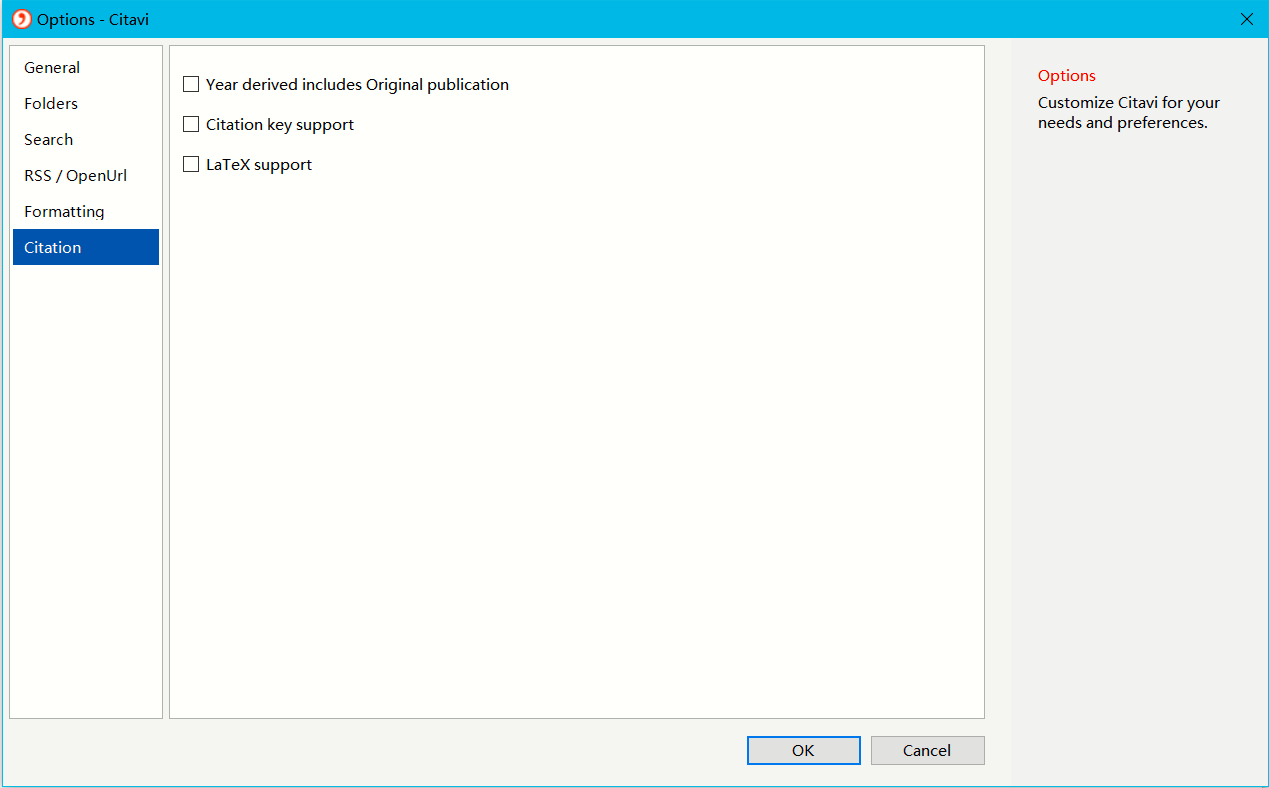 Options - Citavi
General
Folders
Search
RSS / OpenUrl
Formatting
Citation
Year derived includes Original publication
Citation key support
LaTeX support
Options
Customize Citavi for your
needs and preferences.
OK
Cancel